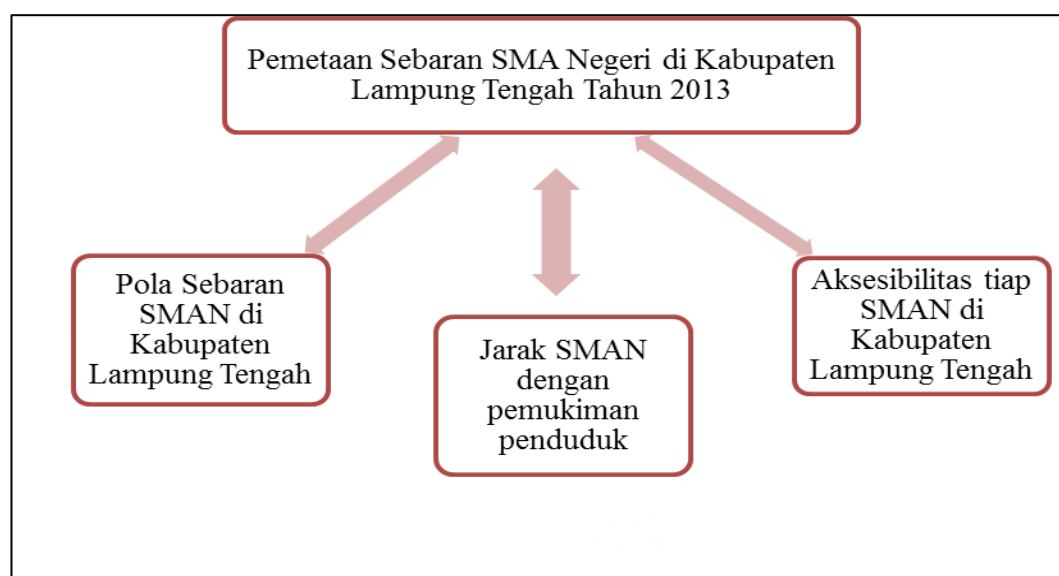 Pemetaan Sebaran SMA Negeri di Kabupaten
Lampung Tengah Tahun 2013
Pola Sebaran
SMAN di
Kabupaten
Lampung Tengah
Jarak SMAN
dengan
pemukiman
penduduk
Aksesibilitas tiap
SMAN di
Kabupaten
Lampung Tengah